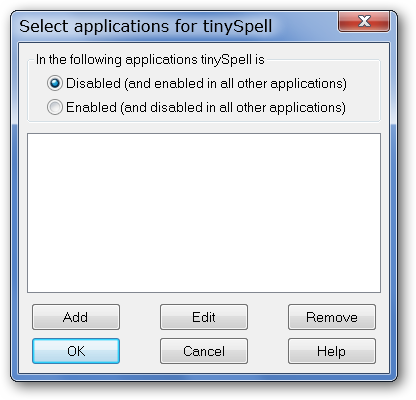 Select applications for tinySpell
In the following applications tinySpell is
Disabled (and enabled in all other applications)
Enabled (and disabled in all other applications)
Add Edit Remove
OK Cancel Help